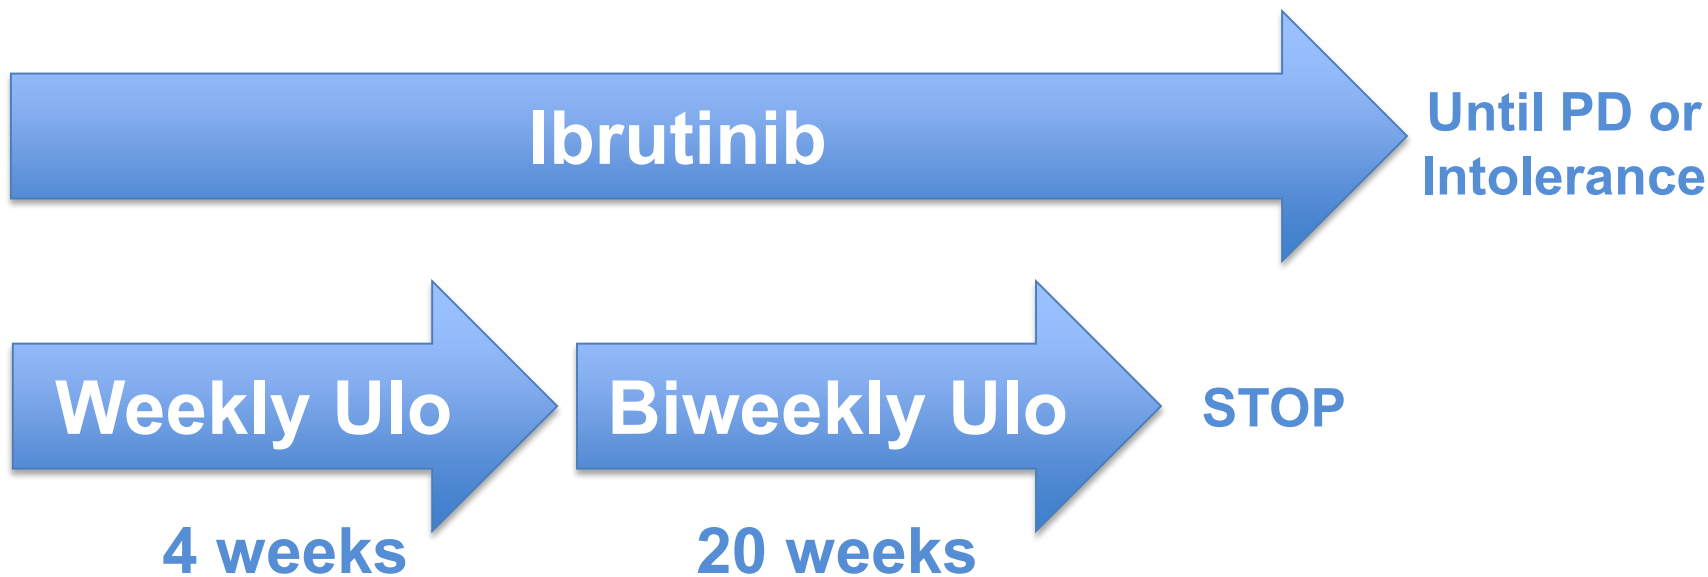 Ibrutinib
Until PD or
Intolerance
Weekly Ulo
Biweekly Ulo
STOP
4 weeks
20 weeks